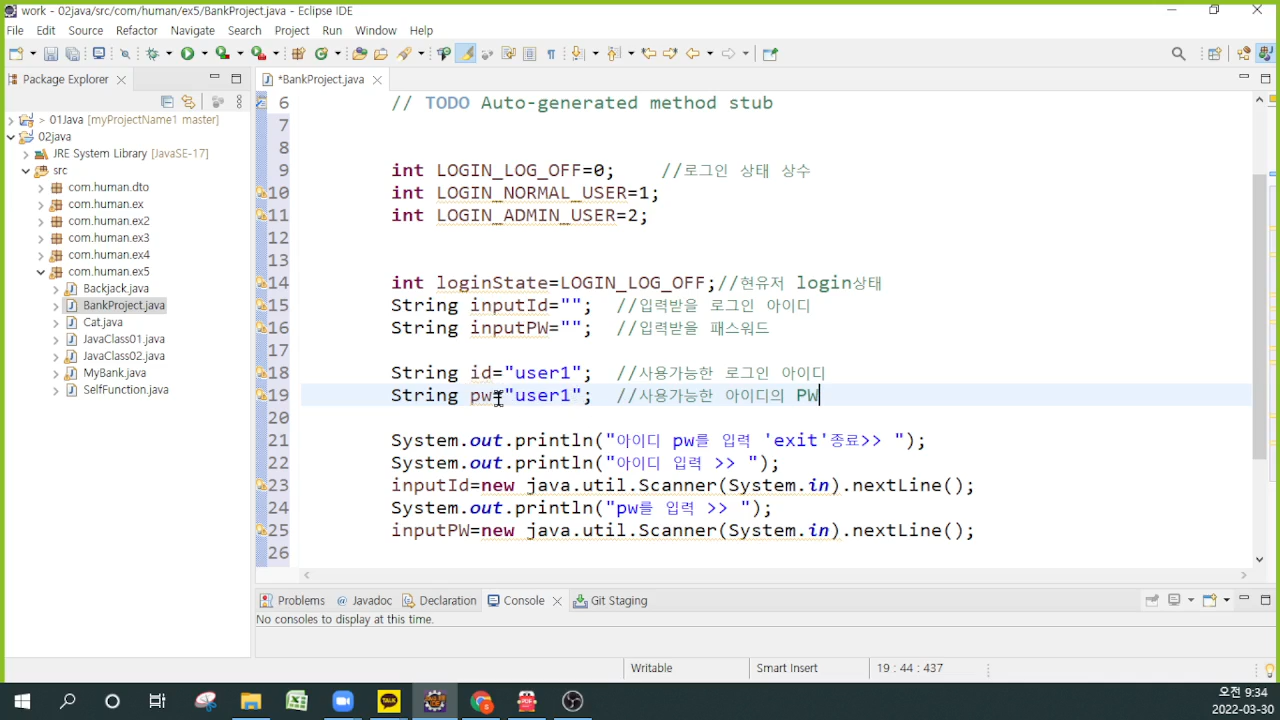 work - 02java/src/com/human/ex5/BankProject.java - Eclipse IDE
File Edit Source Refactor Navigate Search Project Run Window Help
Package Explorer
*BankProject.java
> 01Java [myProjectName1 master]
02java
JRE System Library [JavaSE-17]
src
com.human.dto
com.human.ex
com.human.ex2
com.human.ex3
com.human.ex4
com.human.ex5
Backjack.java
BankProject.java
Cat.java
JavaClass01.java
JavaClass02.java
MyBank.java
SelfFunction.java
6 // TODO Auto-generated method stub
7
8
9 int LOGIN_LOG_OFF=0; //로그인 상태 상수
10 int LOGIN_NORMAL_USER=1;
11 int LOGIN_ADMIN_USER=2;
12
13
14 int loginState=LOGIN_LOG_OFF;//현유저 login상태
15 String inputId=""; //입력받을 로그인 아이디
16 String inputPW=""; //입력받을 패스워드
17
18 String id="user1"; //사용가능한 로그인 아이디
19 String pw="user1"; //사용가능한 아이디의 PW
20
21 System.out.println("아이디 pw를 입력 'exit'종료>> ");
22 System.out.println("아이디 입력 >> ");
23 inputId=new java.util.Scanner(System.in).nextLine();
24 System.out.println("pw를 입력 >> ");
25 inputPW=new java.util.Scanner(System.in).nextLine();
26
Problems @ Javadoc Declaration Console Git Staging
No consoles to display at this time.
Writable Smart Insert 19 : 44 : 437
TALK
PDF
오전 9:34
2022-03-30